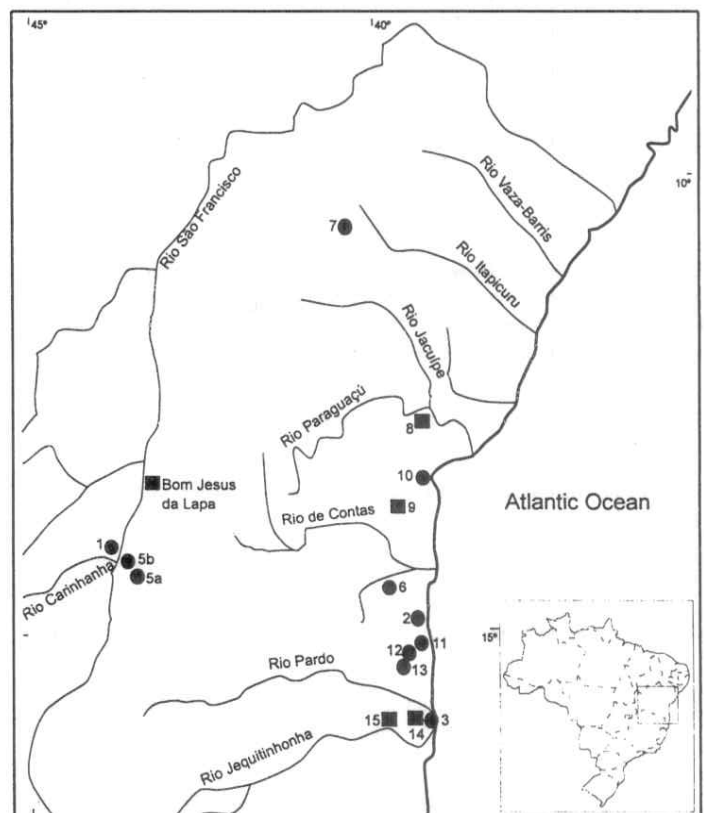 45°
40°
Rio São Francisco
Rio Vaza-Barris
10°
7
Rio Itapicuru
Rio Jacuípe
Rio Paraguaçú
8
Bom Jesus
da Lapa
10
9
Rio de Contas
Atlantic Ocean
1
5b
5a
Rio Carinhanha
6
2
15°
11
12
13
Rio Pardo
15
14
3
Rio Jequitinhonha